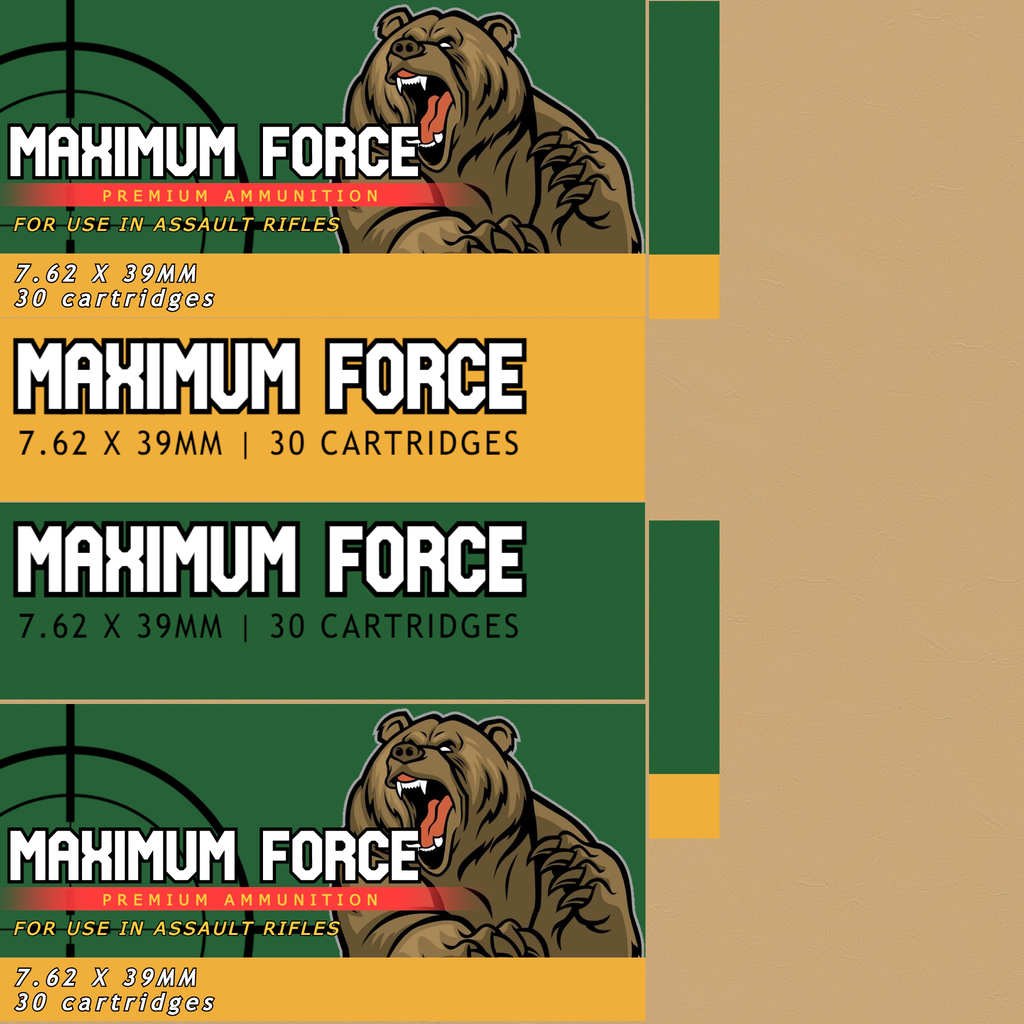 MAXIMUM FORCE
PREMIUM AMMUNITION
FOR USE IN ASSAULT RIFLES
7.62 X 39MM
30 cartridges
MAXIMUM FORCE
7.62 X 39MM | 30 CARTRIDGES
MAXIMUM FORCE
7.62 X 39MM | 30 CARTRIDGES
MAXIMUM FORCE
PREMIUM AMMUNITION
FOR USE IN ASSAULT RIFLES
7.62 X 39MM
30 cartridges